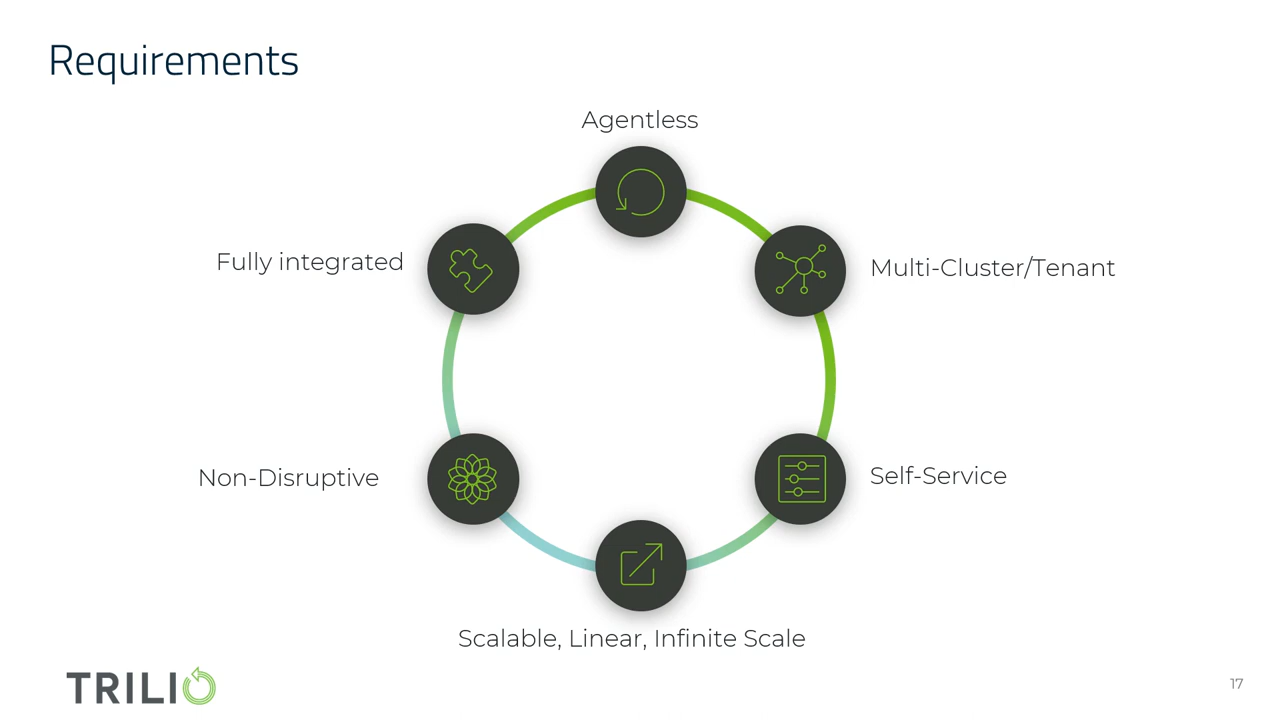 Requirements
Agentless
Fully integrated
Multi-Cluster/Tenant
Non-Disruptive
Self-Service
Scalable, Linear, Infinite Scale
TRILIO
17